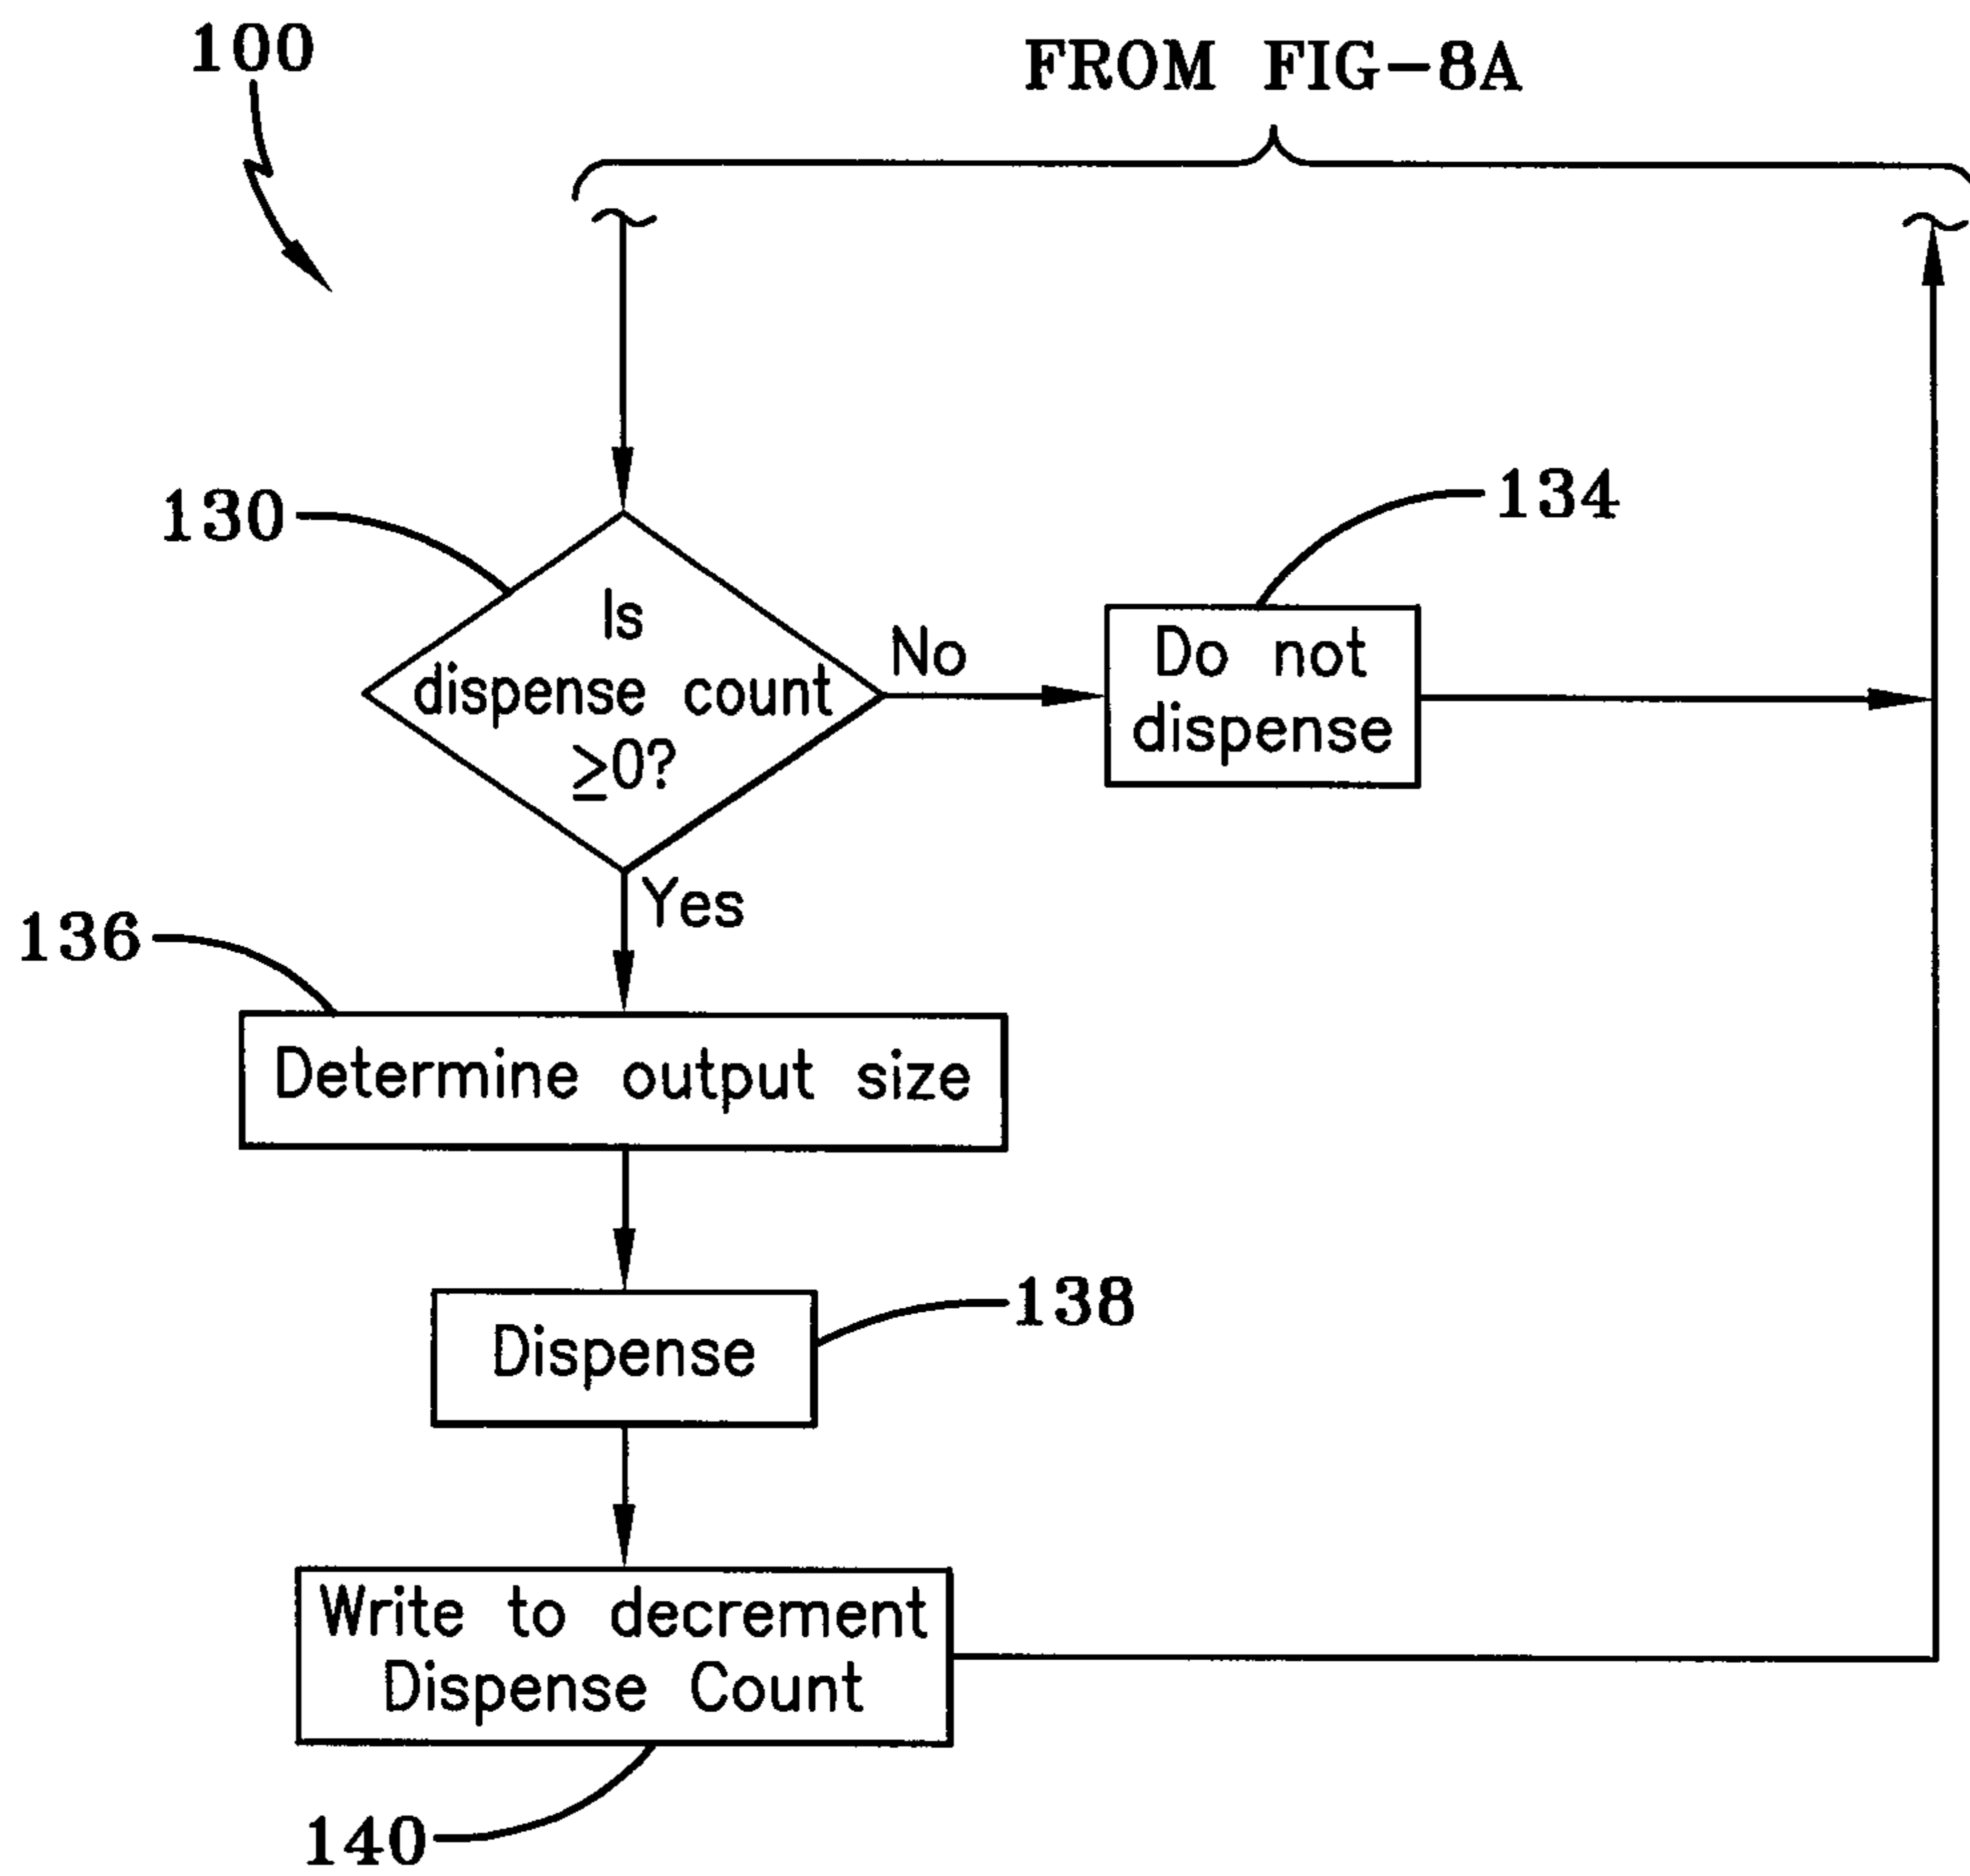 100
FROM FIG-8A
130
134
Is
dispense count
≥0?
No
Do not
dispense
Yes
136
Determine output size
138
Dispense
Write to decrement
Dispense Count
140